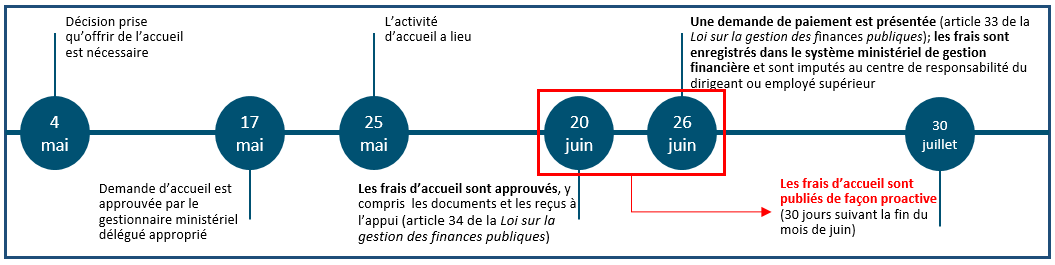 Décision prise
qu'offrir de l'accueil
est nécessaire
L'activité
d'accueil a lieu
Une demande de paiement est présentée (article 33 de la
Loi sur la gestion des finances publiques); les frais sont
enregistrés dans le système ministériel de gestion
financière et sont imputés au centre de responsabilité du
dirigeant ou employé supérieur
4
mai
17
mai
25
mai
20
juin
26
juin
30
juillet
Demande d'accueil est
approuvée par le
gestionnaire ministériel
délégué approprié
Les frais d'accueil sont approuvés, y
compris les documents et les reçus à
l'appui (article 34 de la Loi sur la
gestion des finances publiques)
Les frais d'accueil sont
publiés de façon proactive
(30 jours suivant la fin du
mois de juin)